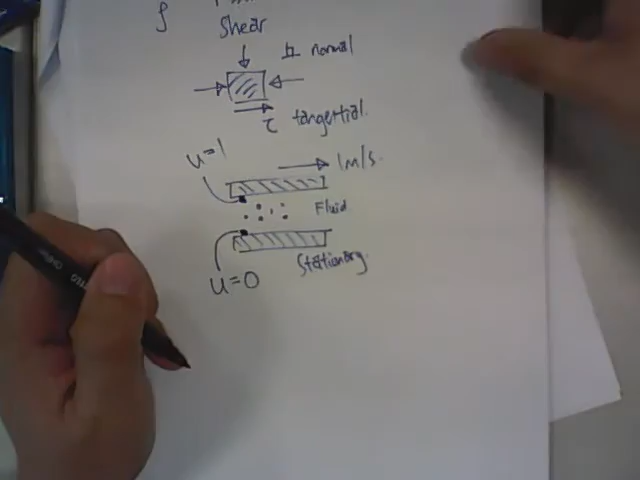 Shear
normal
τ tangential.
u=1
1m/s.
Fluid
Stationary
u=0